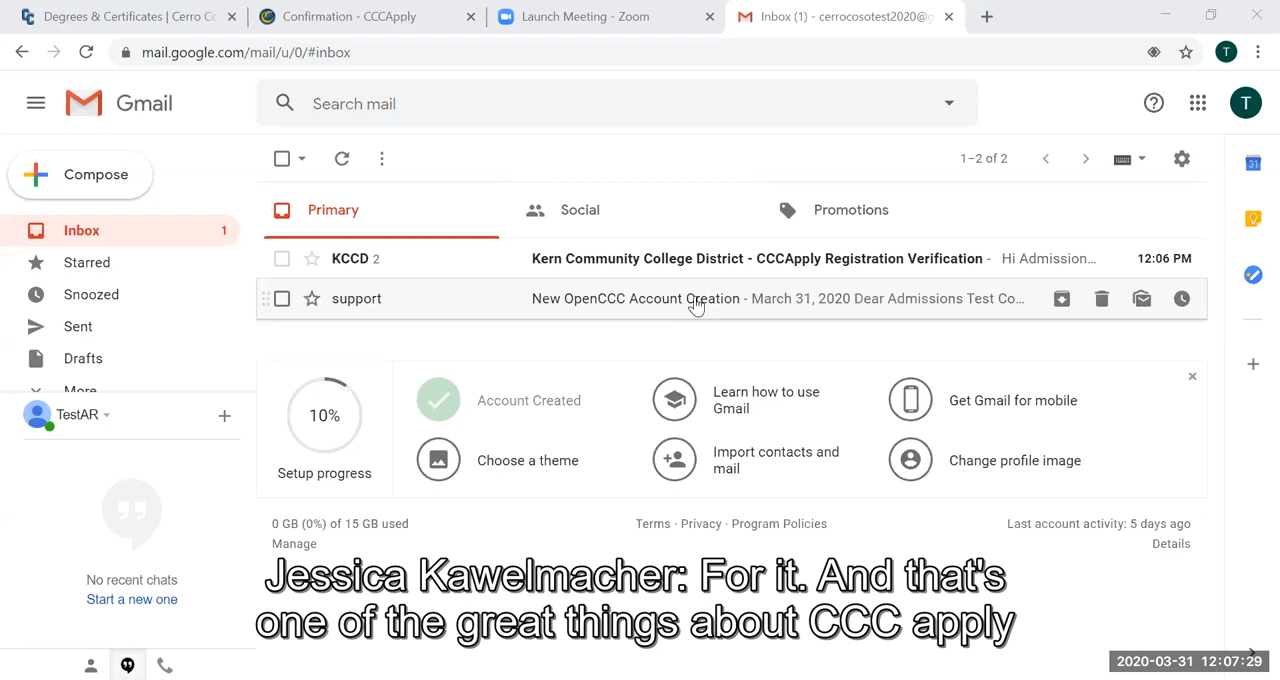 Degrees & Certificates | Cerro Co
Confirmation - CCCApply
Launch Meeting - Zoom
Inbox (1) - cerrocosotest2020@g
mail.google.com/mail/u/0/#inbox
T
Gmail
Search mail
T
Compose
1–2 of 2
Primary
Social
Promotions
Inbox 1
Starred
Snoozed
Sent
Drafts
More
KCCD 2 Kern Community College District - CCCApply Registration Verification - Hi Admission... 12:06 PM
support New OpenCCC Account Creation - March 31, 2020 Dear Admissions Test Co...
31
TestAR
10%
Setup progress
Account Created
Learn how to use
Gmail
Get Gmail for mobile
Choose a theme
Import contacts and
mail
Change profile image
0 GB (0%) of 15 GB used
Manage
Terms · Privacy · Program Policies
Last account activity: 5 days ago
Details
No recent chats
Start a new one
Jessica Kawelmacher: For it. And that's
one of the great things about CCC apply
2020-03-31 12:07:29